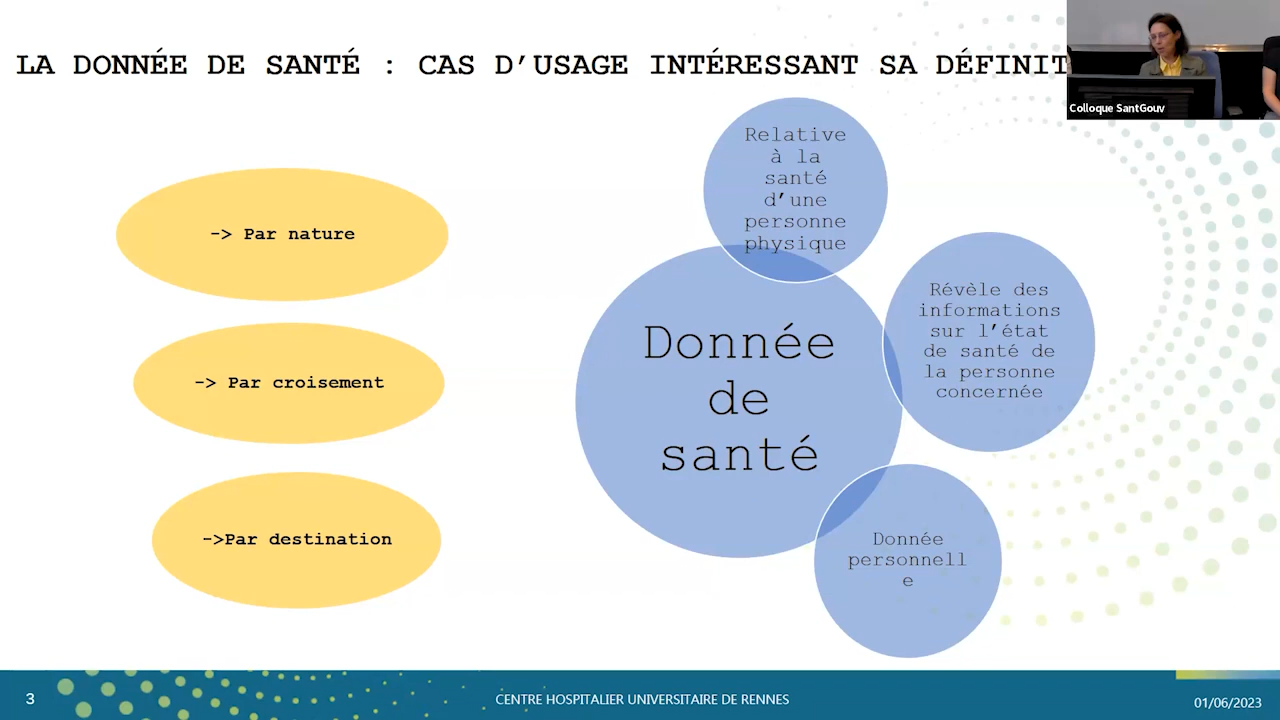 LA DONNÉE DE SANTÉ : CAS D’USAGE INTÉRESSANT SA DÉFINIT
Colloque SantGouv
-> Par nature
-> Par croisement
->Par destination
Relative
à la
santé
d’une
personne
physique
Donnée
de
santé
Révèle des
informations
sur l’état
de santé de
la personne
concernée
Donnée
personnell
e
3
CENTRE HOSPITALIER UNIVERSITAIRE DE RENNES
01/06/2023